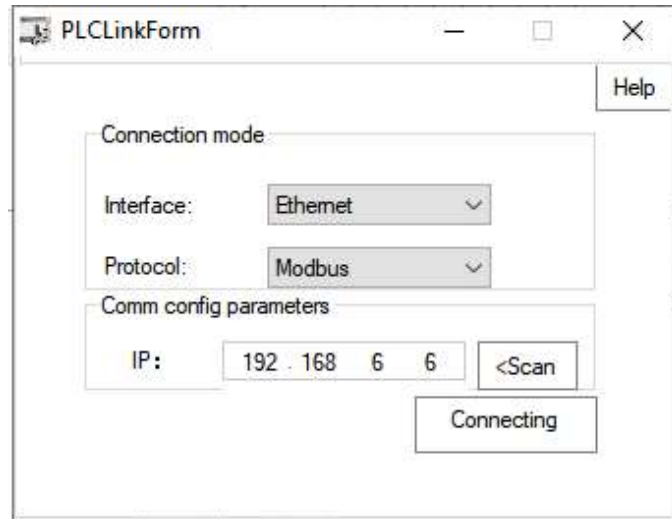 PLCLinkForm
Help
Connection mode
Interface: Ethernet
Protocol: Modbus
Comm config parameters
IP: 192 . 168 6 6 <Scan
Connecting